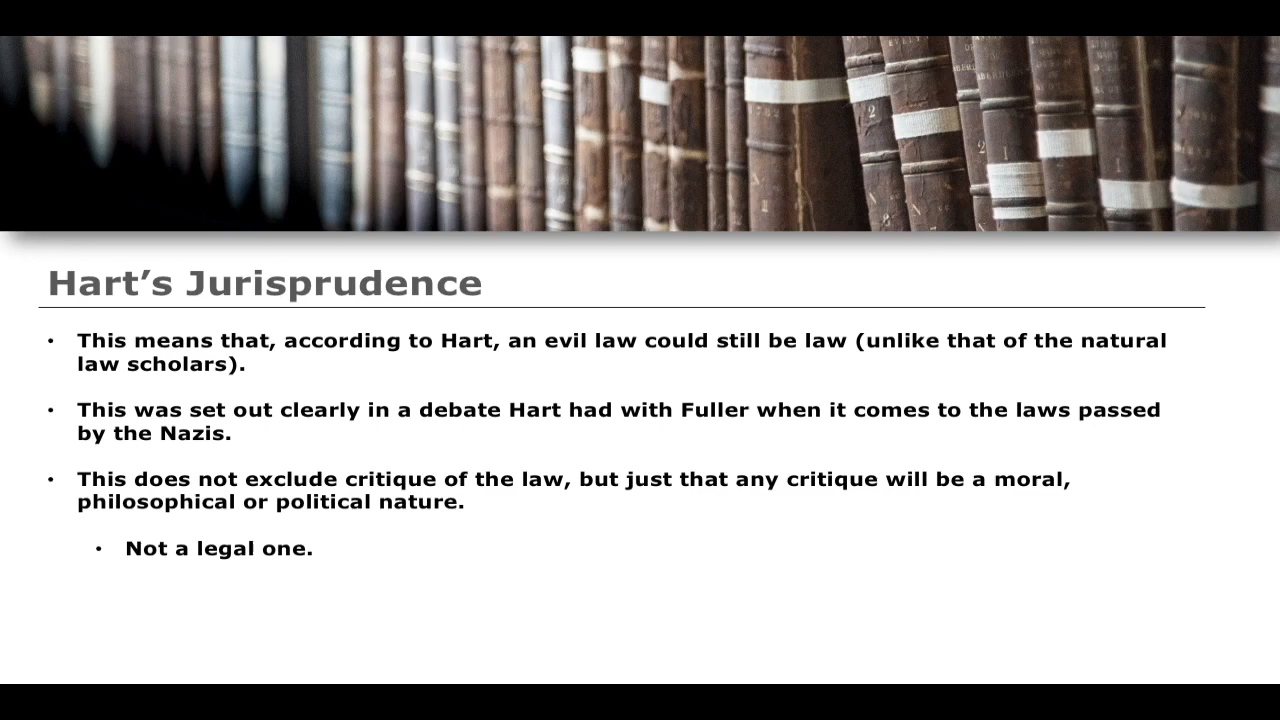 Hart’s Jurisprudence
• This means that, according to Hart, an evil law could still be law (unlike that of the natural
law scholars).
• This was set out clearly in a debate Hart had with Fuller when it comes to the laws passed
by the Nazis.
• This does not exclude critique of the law, but just that any critique will be a moral,
philosophical or political nature.
• Not a legal one.